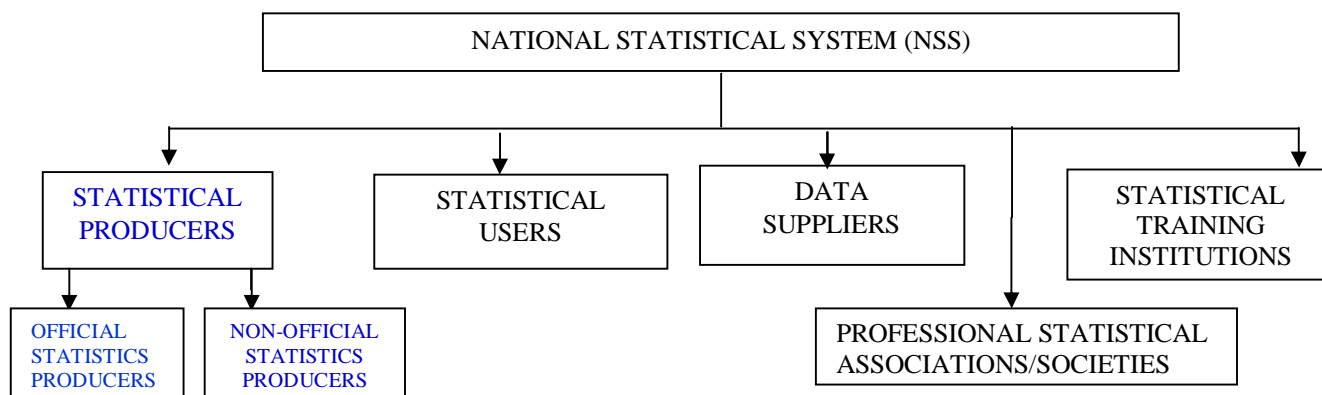 NATIONAL STATISTICAL SYSTEM (NSS)
STATISTICAL
PRODUCERS
STATISTICAL
USERS
DATA
SUPPLIERS
STATISTICAL
TRAINING
INSTITUTIONS
OFFICIAL
STATISTICS
PRODUCERS
NON-OFFICIAL
STATISTICS
PRODUCERS
PROFESSIONAL STATISTICAL
ASSOCIATIONS/SOCIETIES